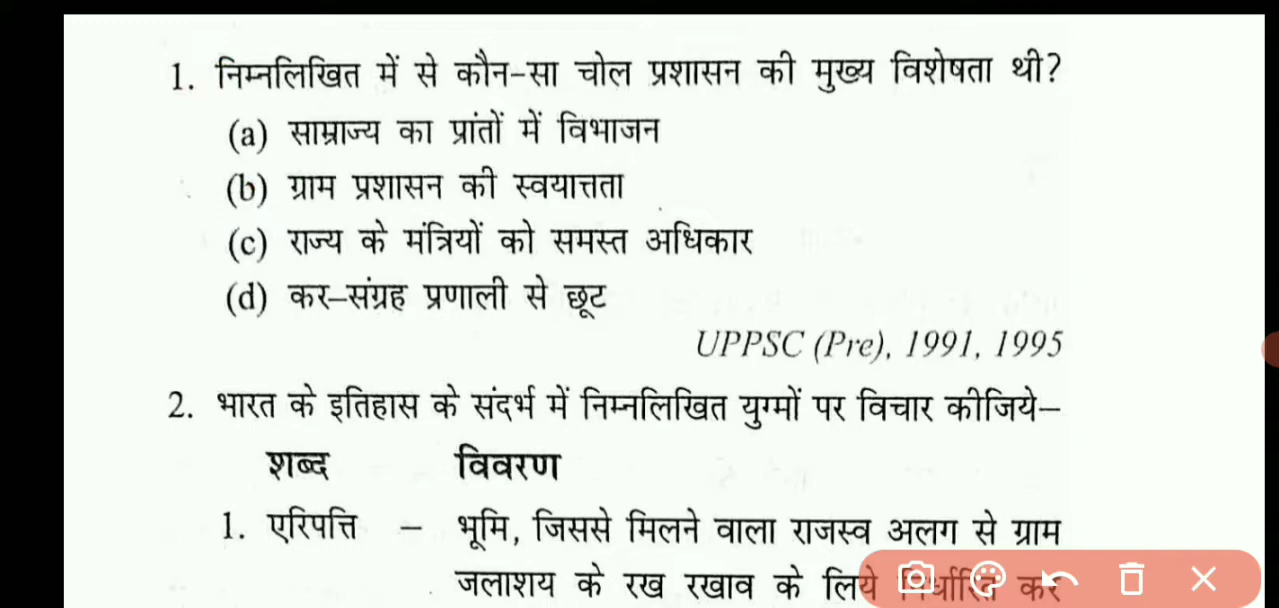 1. निम्नलिखित में से कौन-सा चोल प्रशासन की मुख्य विशेषता थी?
(a) साम्राज्य का प्रांतों में विभाजन
(b) ग्राम प्रशासन की स्वयात्तता
(c) राज्य के मंत्रियों को समस्त अधिकार
(d) कर–संग्रह प्रणाली से छूट
UPPSC (Pre), 1991, 1995
2. भारत के इतिहास के संदर्भ में निम्नलिखित युग्मों पर विचार कीजिये–
शब्द विवरण
1. एरिपत्ति – भूमि, जिससे मिलने वाला राजस्व अलग से ग्राम
जलाशय के रख रखाव के लिये निर्धारित कर